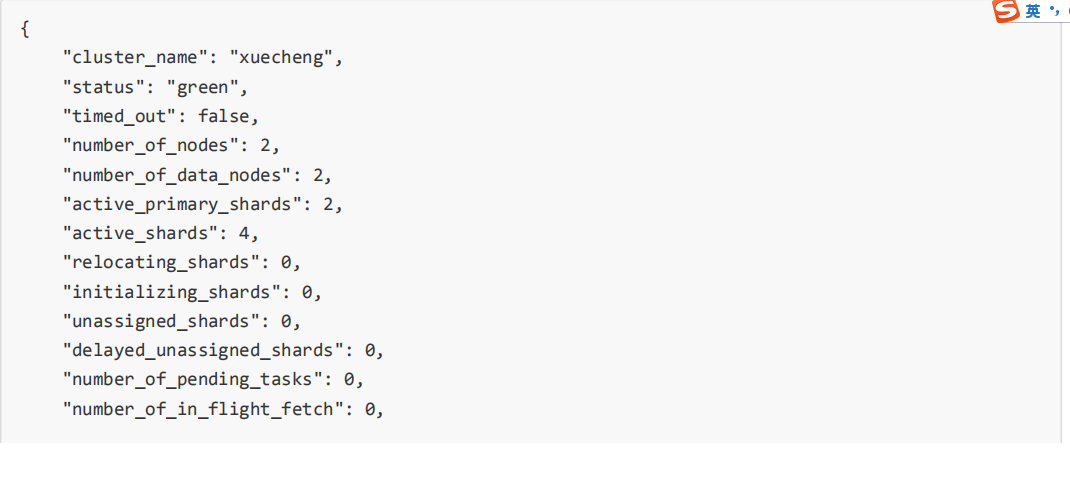 英
{
"cluster_name": "xuecheng",
"status": "green",
"timed_out": false,
"number_of_nodes": 2,
"number_of_data_nodes": 2,
"active_primary_shards": 2,
"active_shards": 4,
"relocating_shards": 0,
"initializing_shards": 0,
"unassigned_shards": 0,
"delayed_unassigned_shards": 0,
"number_of_pending_tasks": 0,
"number_of_in_flight_fetch": 0,